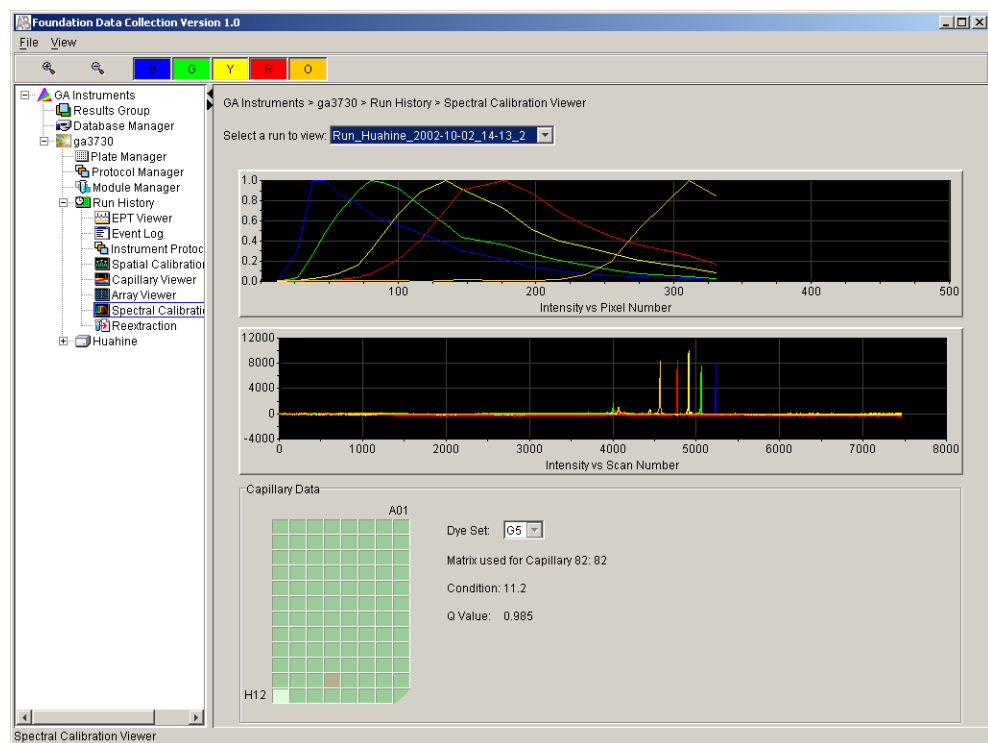 Foundation Data Collection Version 1.0
File View
B G Y R O
GA Instruments
Results Group
Database Manager
ga3730
Plate Manager
Protocol Manager
Module Manager
Run History
EPT Viewer
Event Log
Instrument Protoc
Spatial Calibration
Capillary Viewer
Array Viewer
Spectral Calibrati
Reextraction
Huahine
GA Instruments > ga3730 > Run History > Spectral Calibration Viewer
Select a run to view: Run_Huahine_2002-10-02_14-13_2
1.0
0.8
0.6
0.4
0.2
0.0
100 200 300 400 500
Intensity vs Pixel Number
12000
8000
4000
0
-4000
0 1000 2000 3000 4000 5000 6000 7000 8000
Intensity vs Scan Number
Capillary Data
A01
H12
Dye Set: G5
Matrix used for Capillary 82: 82
Condition: 11.2
Q Value: 0.985
Spectral Calibration Viewer